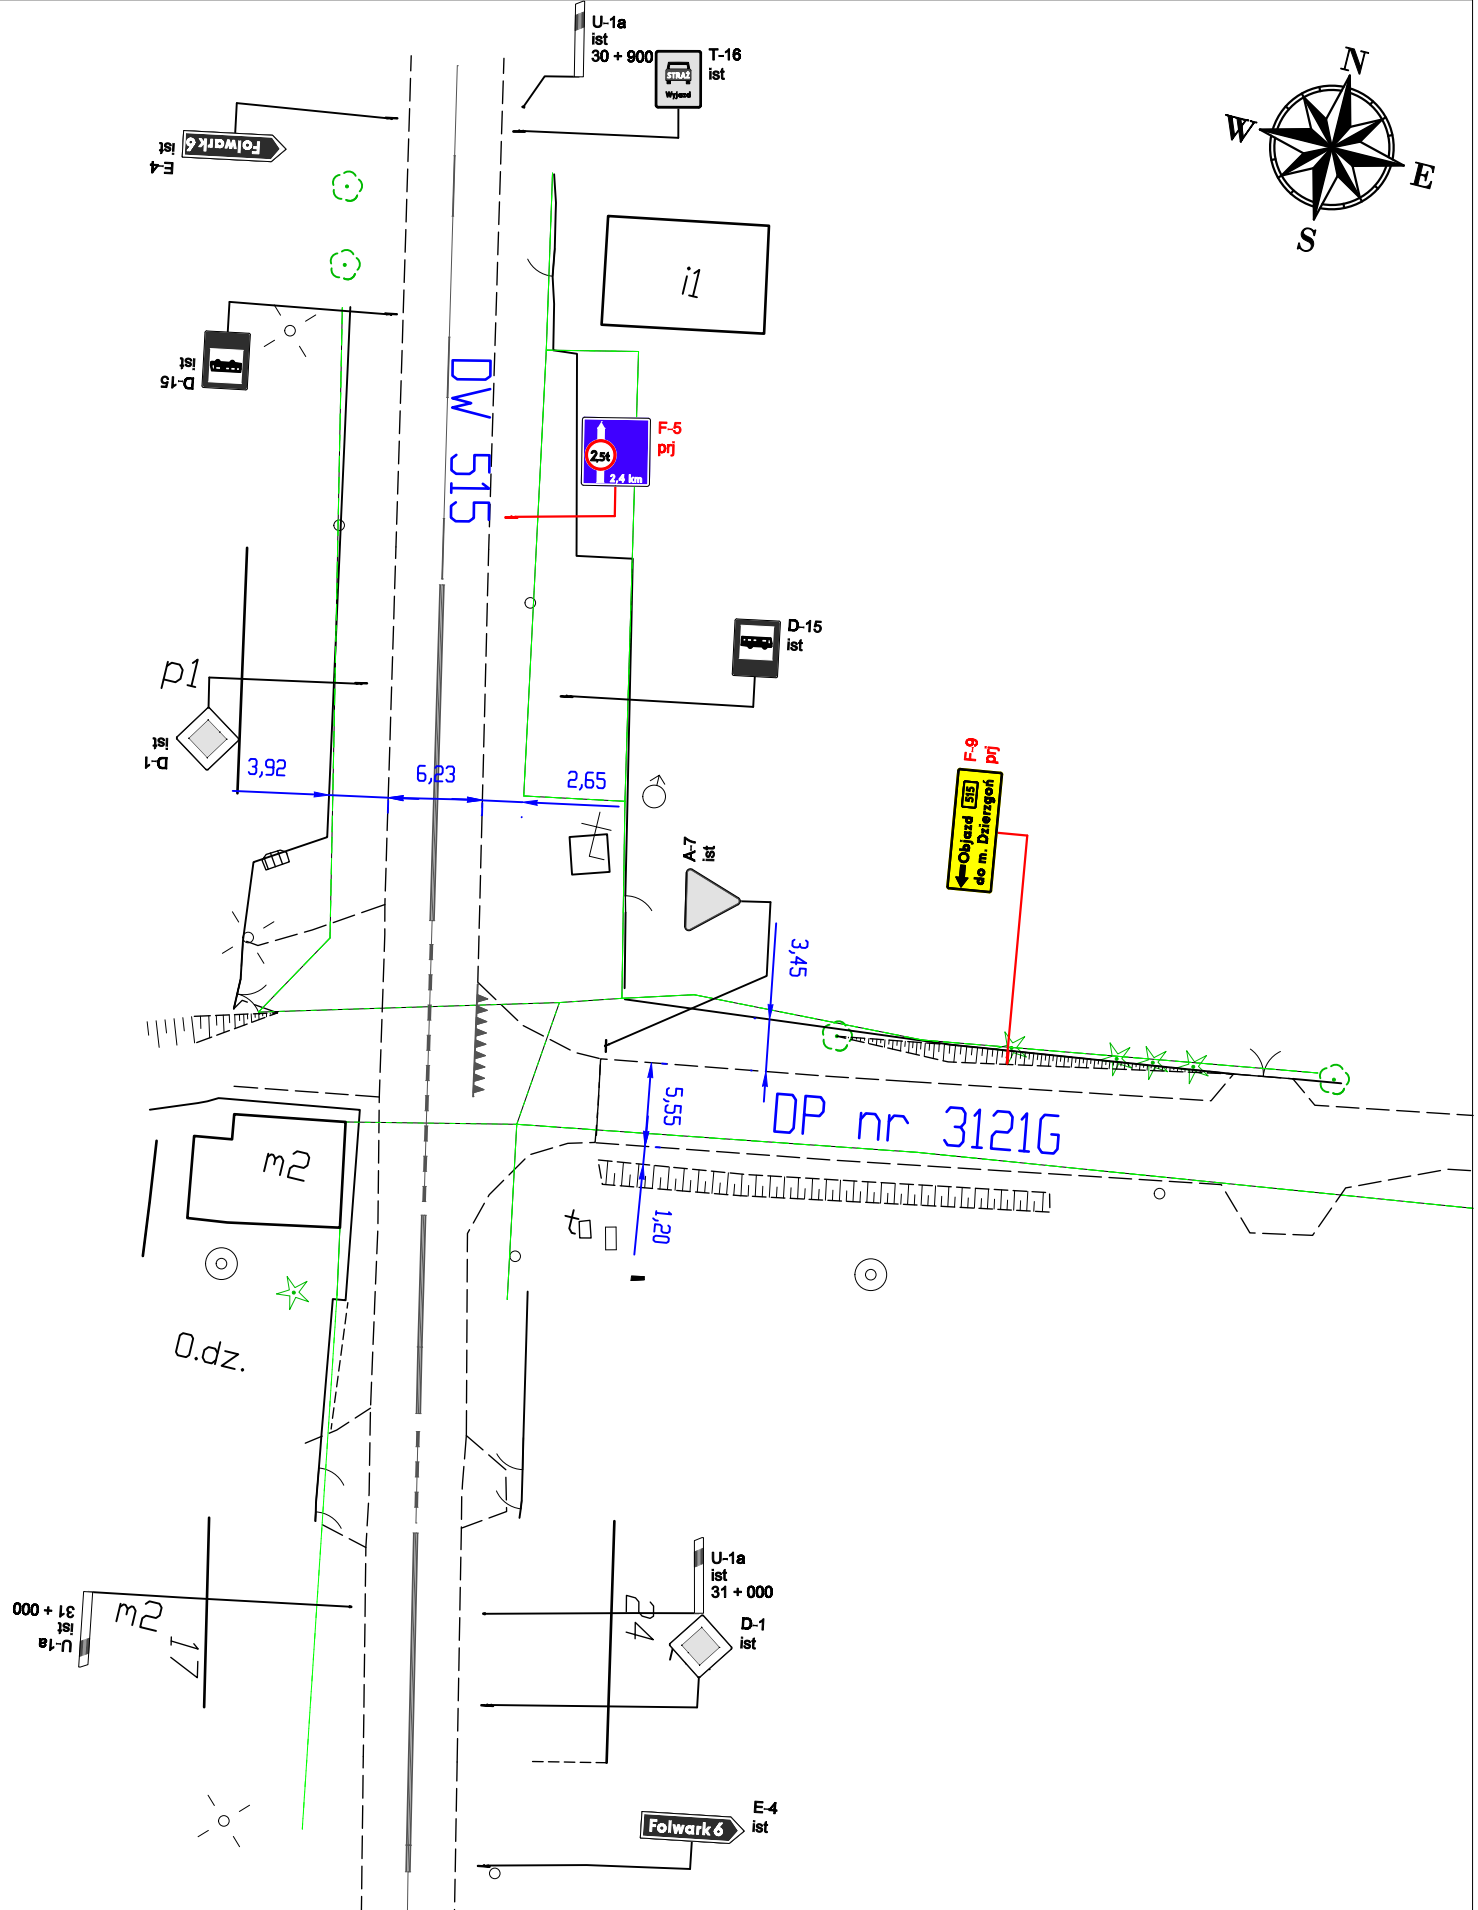 U-1a
ist
30 + 900
T-16
ist
STRAŻ
Wyjazd
N
W
E
S
Folwark 6
E-4
ist
i1
D-15
ist
DW 515
F-5
prj
2,5t
2,4 km
D-15
ist
p1
D-1
ist
3,92
6,23
2,65
F-9
prj
Objazd 515
do m. Dzierzgoń
A-7
ist
3,45
5,55
DP nr 3121G
m2
1,20
t
O.dz.
U-1a
ist
31 + 000
m2
17
24
U-1a
ist
31 + 000
D-1
ist
E-4
ist
Folwark 6